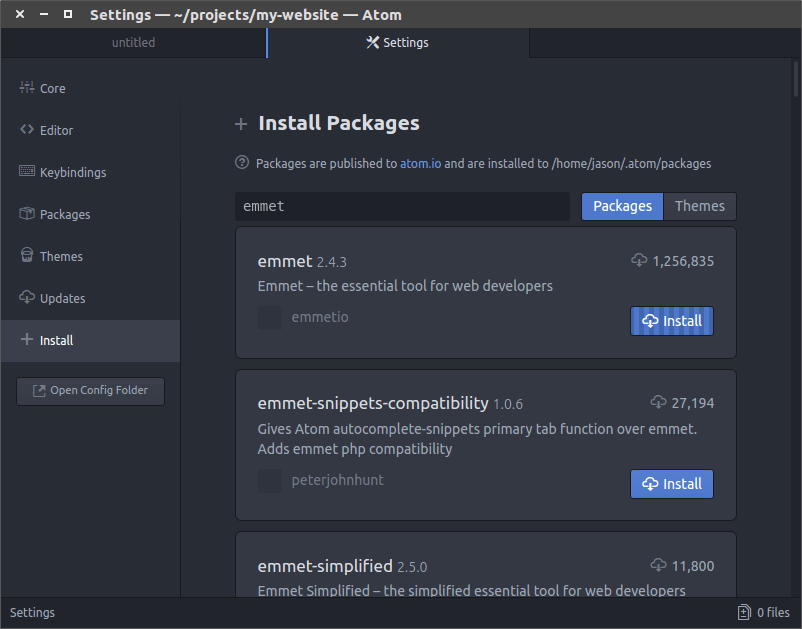 Settings — ~/projects/my-website — Atom
untitled
Settings
Core
Editor
Keybindings
Packages
Themes
Updates
Install
Open Config Folder
Install Packages
Packages are published to atom.io and are installed to /home/jason/.atom/packages
emmet
Packages
Themes
emmet 2.4.3
1,256,835
Emmet – the essential tool for web developers
emmetio
Install
emmet-snippets-compatibility 1.0.6
27,194
Gives Atom autocomplete-snippets primary tab function over emmet.
Adds emmet php compatibility
peterjohnhunt
Install
emmet-simplified 2.5.0
11,800
Emmet Simplified – the simplified essential tool for web developers
Settings
0 files